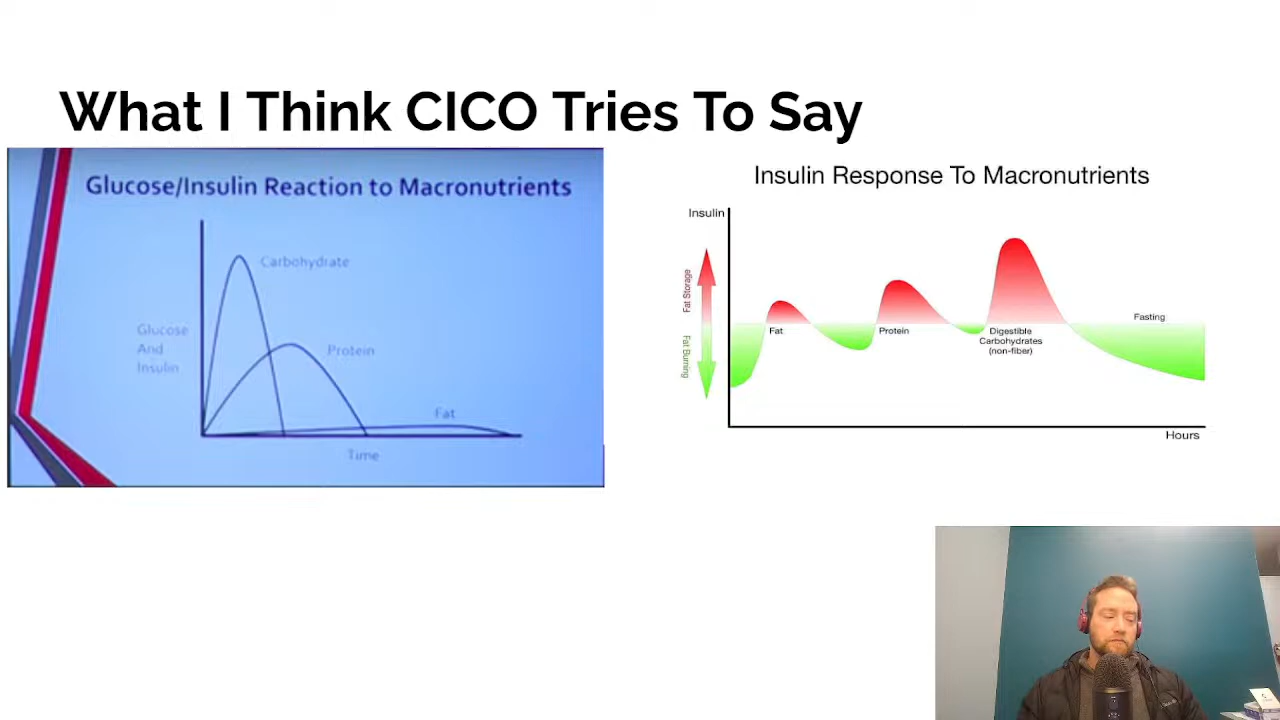 What I Think CICO Tries To Say
Glucose/Insulin Reaction to Macronutrients
Carbohydrate
Glucose
And
Insulin
Protein
Fat
Time
Insulin Response To Macronutrients
Insulin
Fat Storage
Fat Burning
Fat
Protein
Digestible
Carbohydrates
(non-fiber)
Fasting
Hours